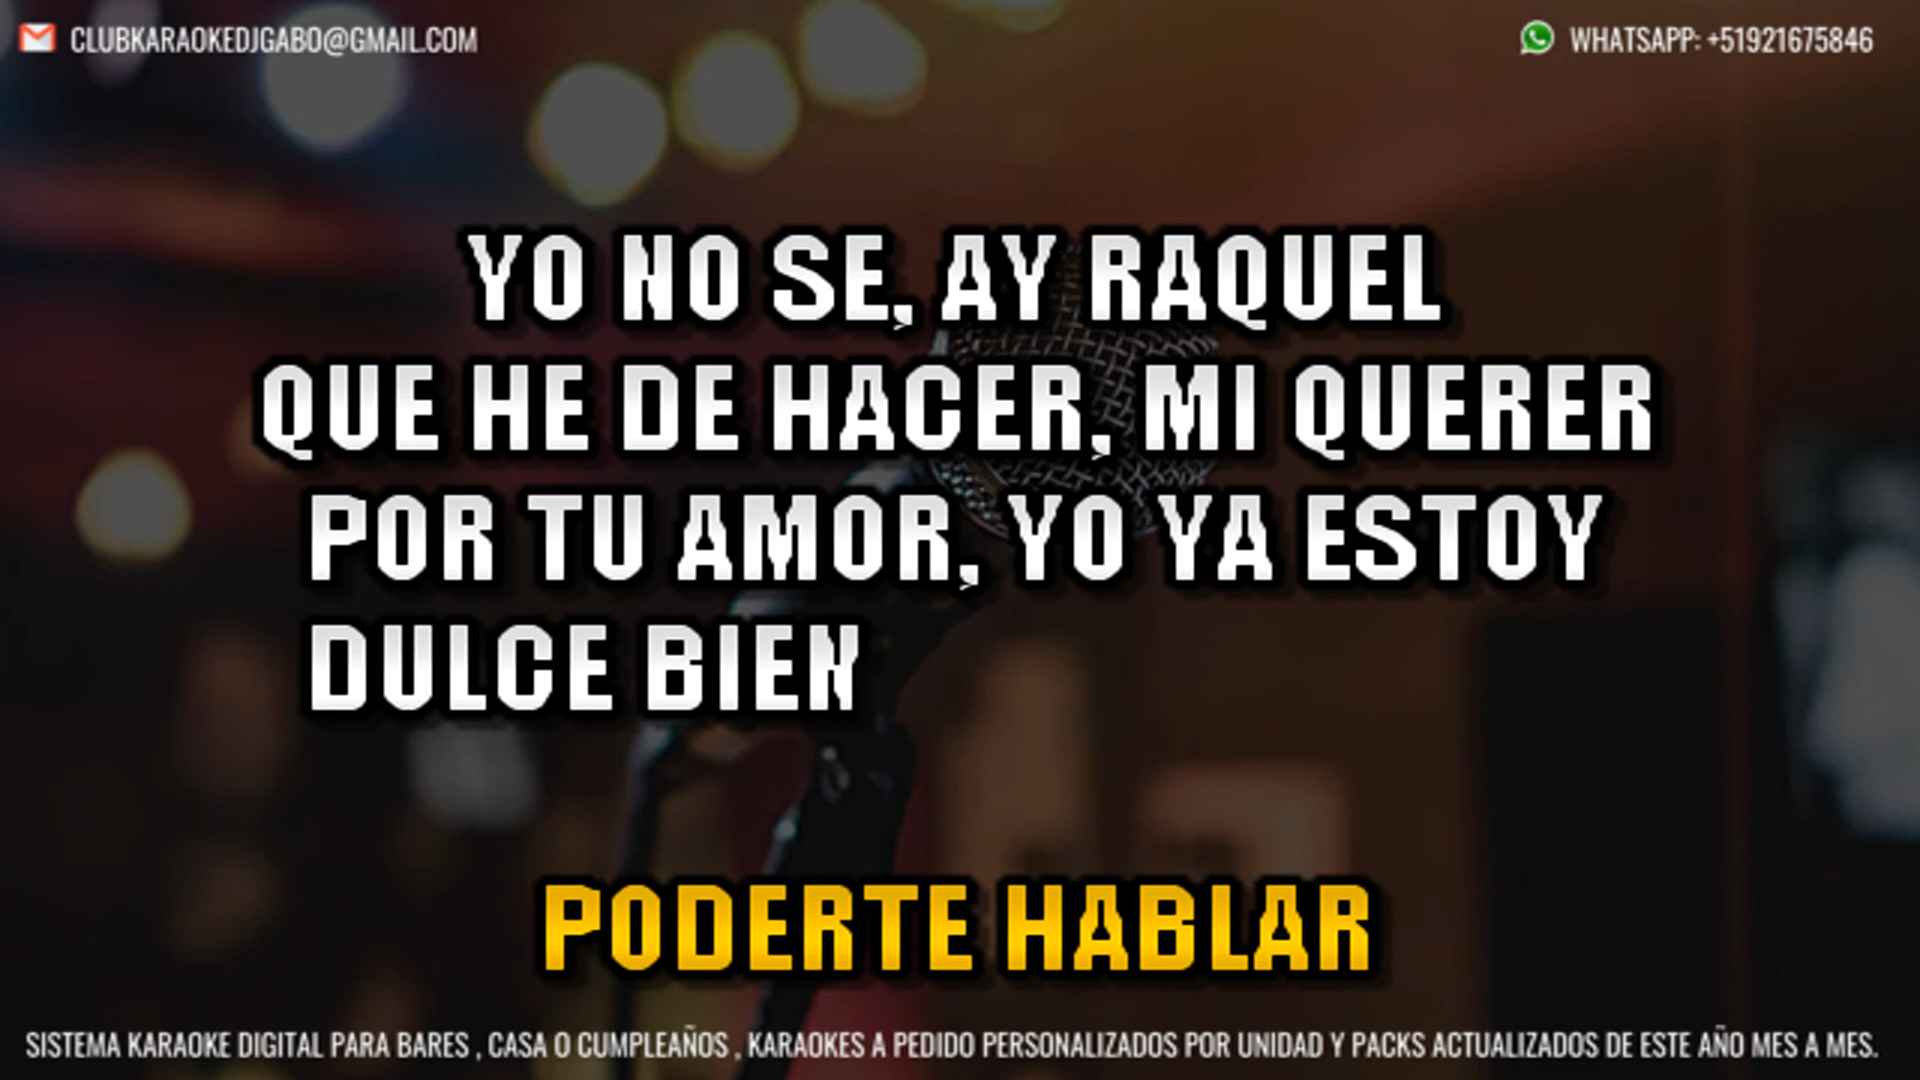 CLUBKARAOKEDJGABO@GMAIL.COM
WHATSAPP: +51921675846
YO NO SE, AY RAQUEL
QUE HE DE HACER, MI QUERER
POR TU AMOR, YO YA ESTOY
DULCE BIEN
PODERTE HABLAR
SISTEMA KARAOKE DIGITAL PARA BARES , CASA O CUMPLEAÑOS , KARAOKES A PEDIDO PERSONALIZADOS POR UNIDAD Y PACKS ACTUALIZADOS DE ESTE AÑO MES A MES.